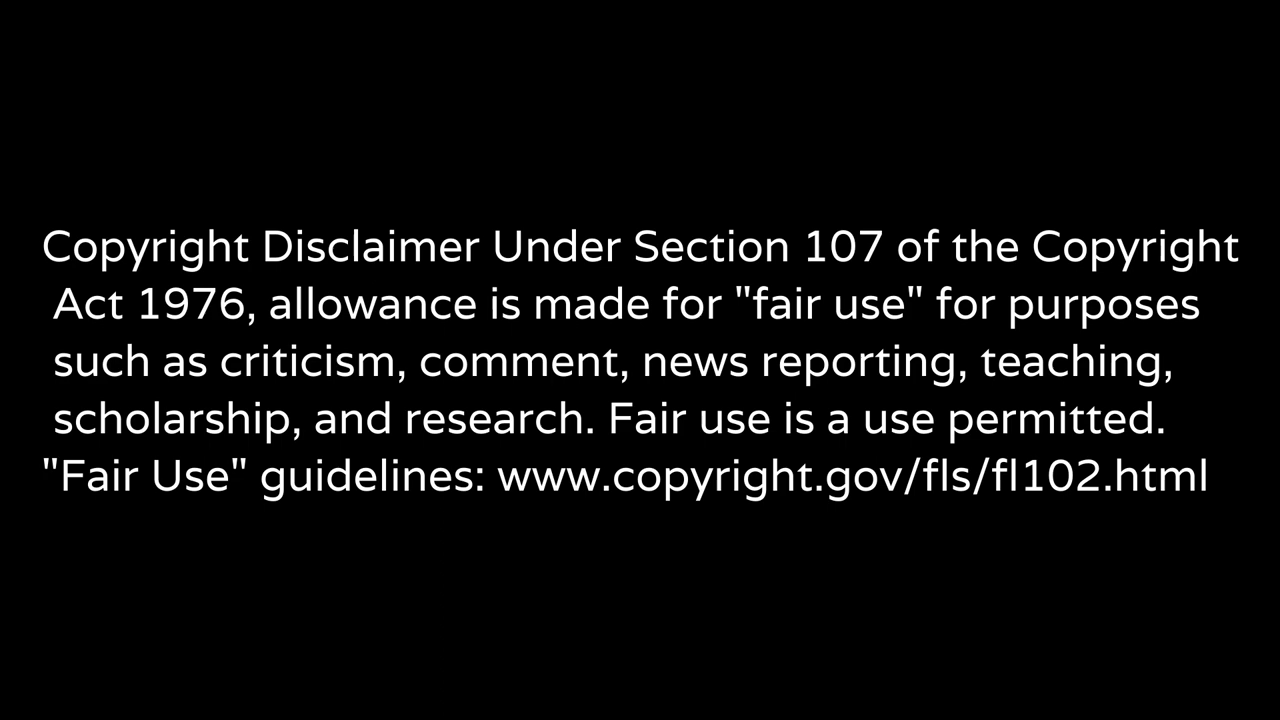 Copyright Disclaimer Under Section 107 of the Copyright
Act 1976, allowance is made for "fair use" for purposes
such as criticism, comment, news reporting, teaching,
scholarship, and research. Fair use is a use permitted.
"Fair Use" guidelines: www.copyright.gov/fls/fl102.html